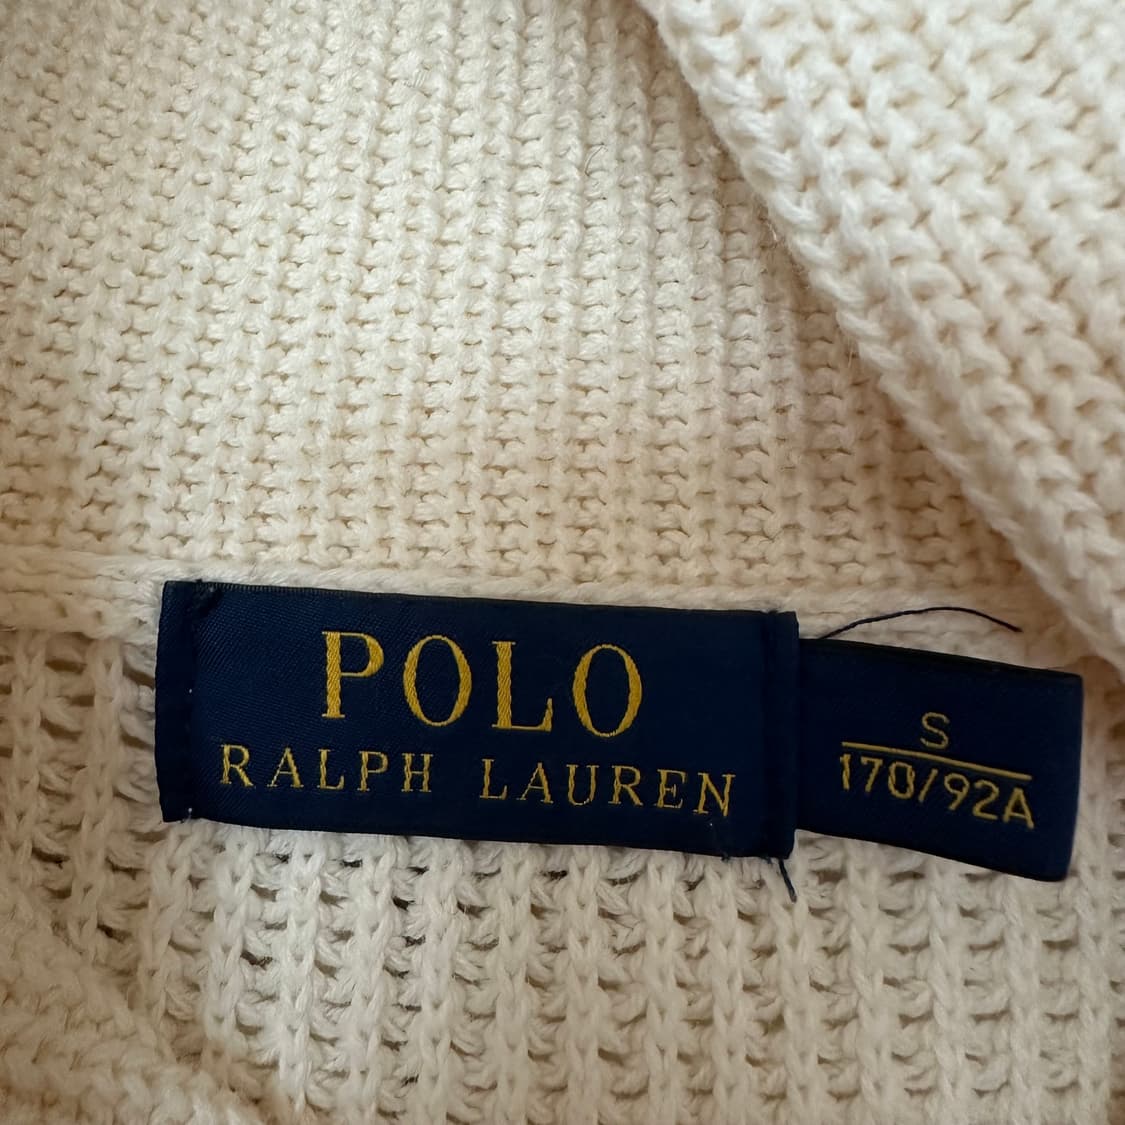 POLO
RALPH LAUREN
S
170/92A